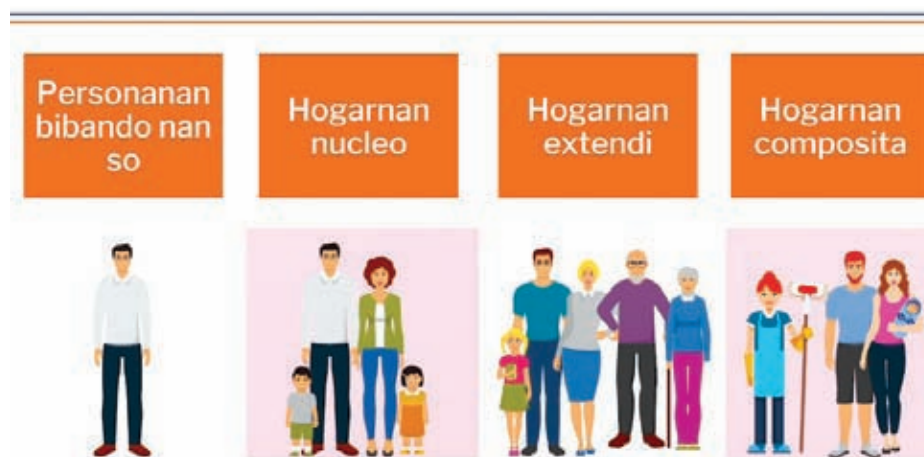 Personanan
bibando nan
so
Hogarnan
nucleo
Hogarnan
extendi
Hogarnan
composita